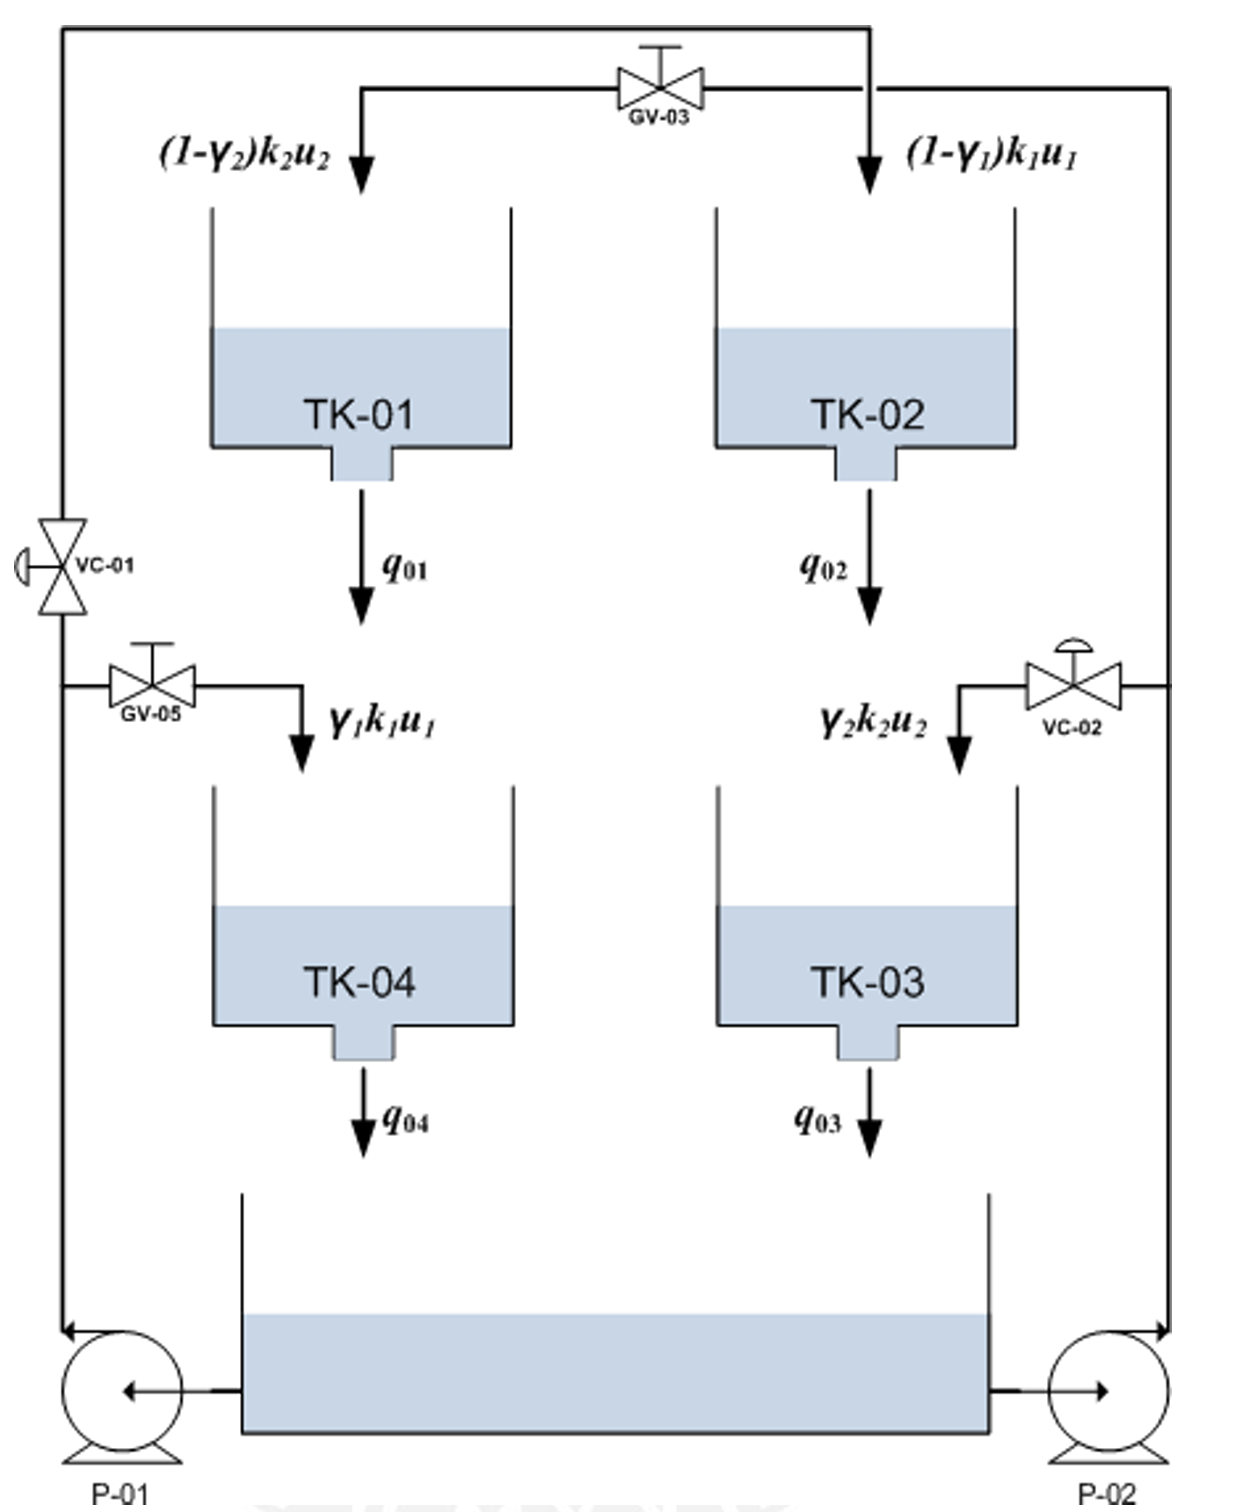 GV-03
(1-γ₂)k₂u₂
(1-γ₁)k₁u₁
TK-01
TK-02
VC-01
q₀₁
q₀₂
GV-05
γ₁k₁u₁
γ₂k₂u₂
VC-02
TK-04
TK-03
q₀₄
q₀₃
P-01
P-02